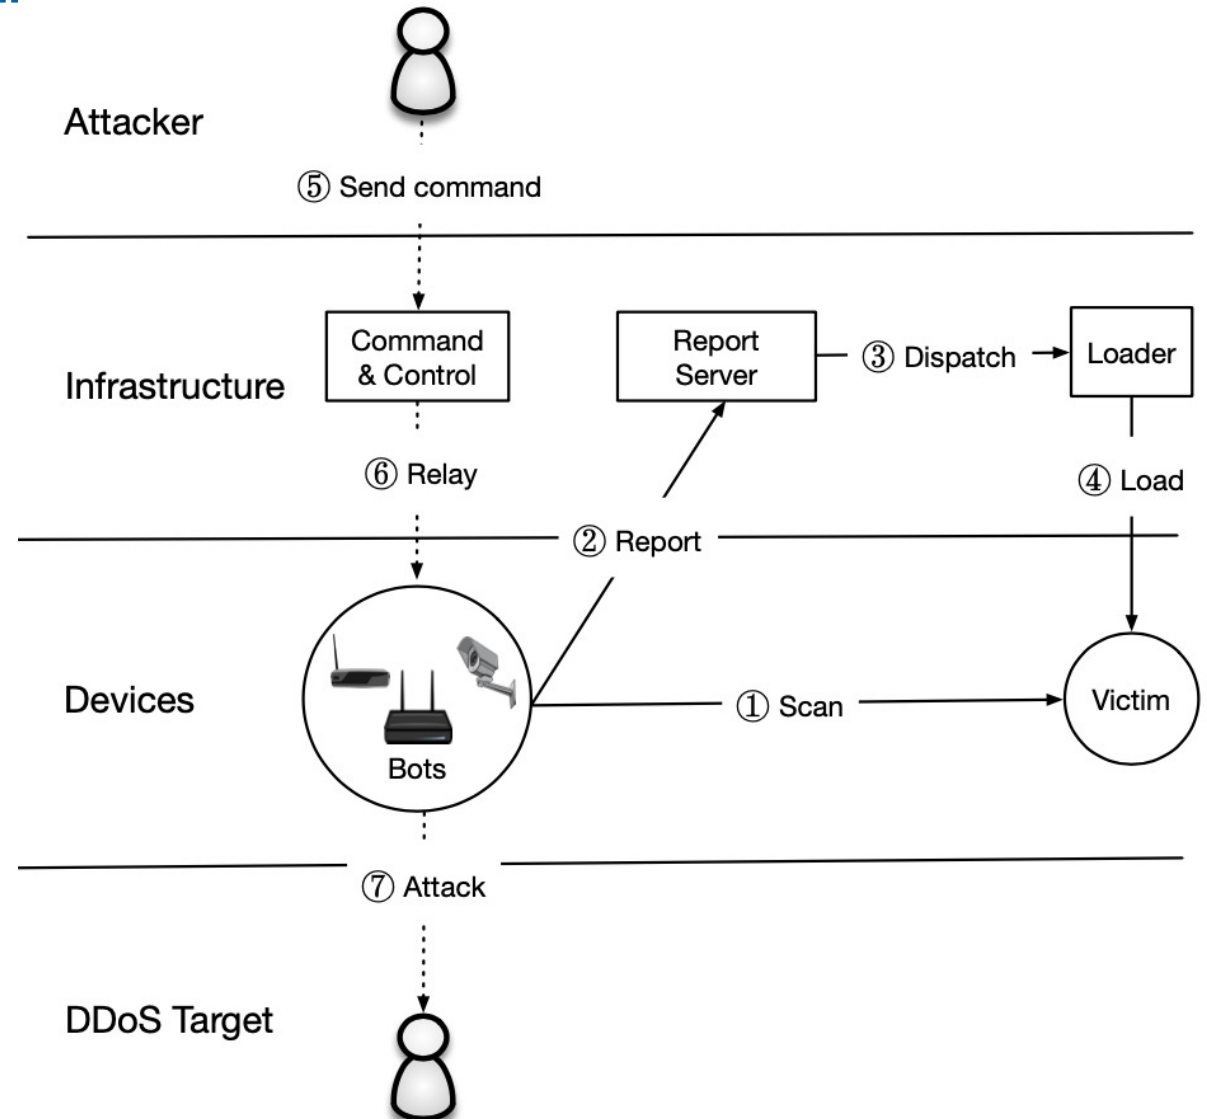 Attacker
⑤ Send command
Command
& Control
Report
Server
③ Dispatch
Loader
Infrastructure
⑥ Relay
④ Load
② Report
Devices
① Scan
Victim
Bots
⑦ Attack
DDoS Target